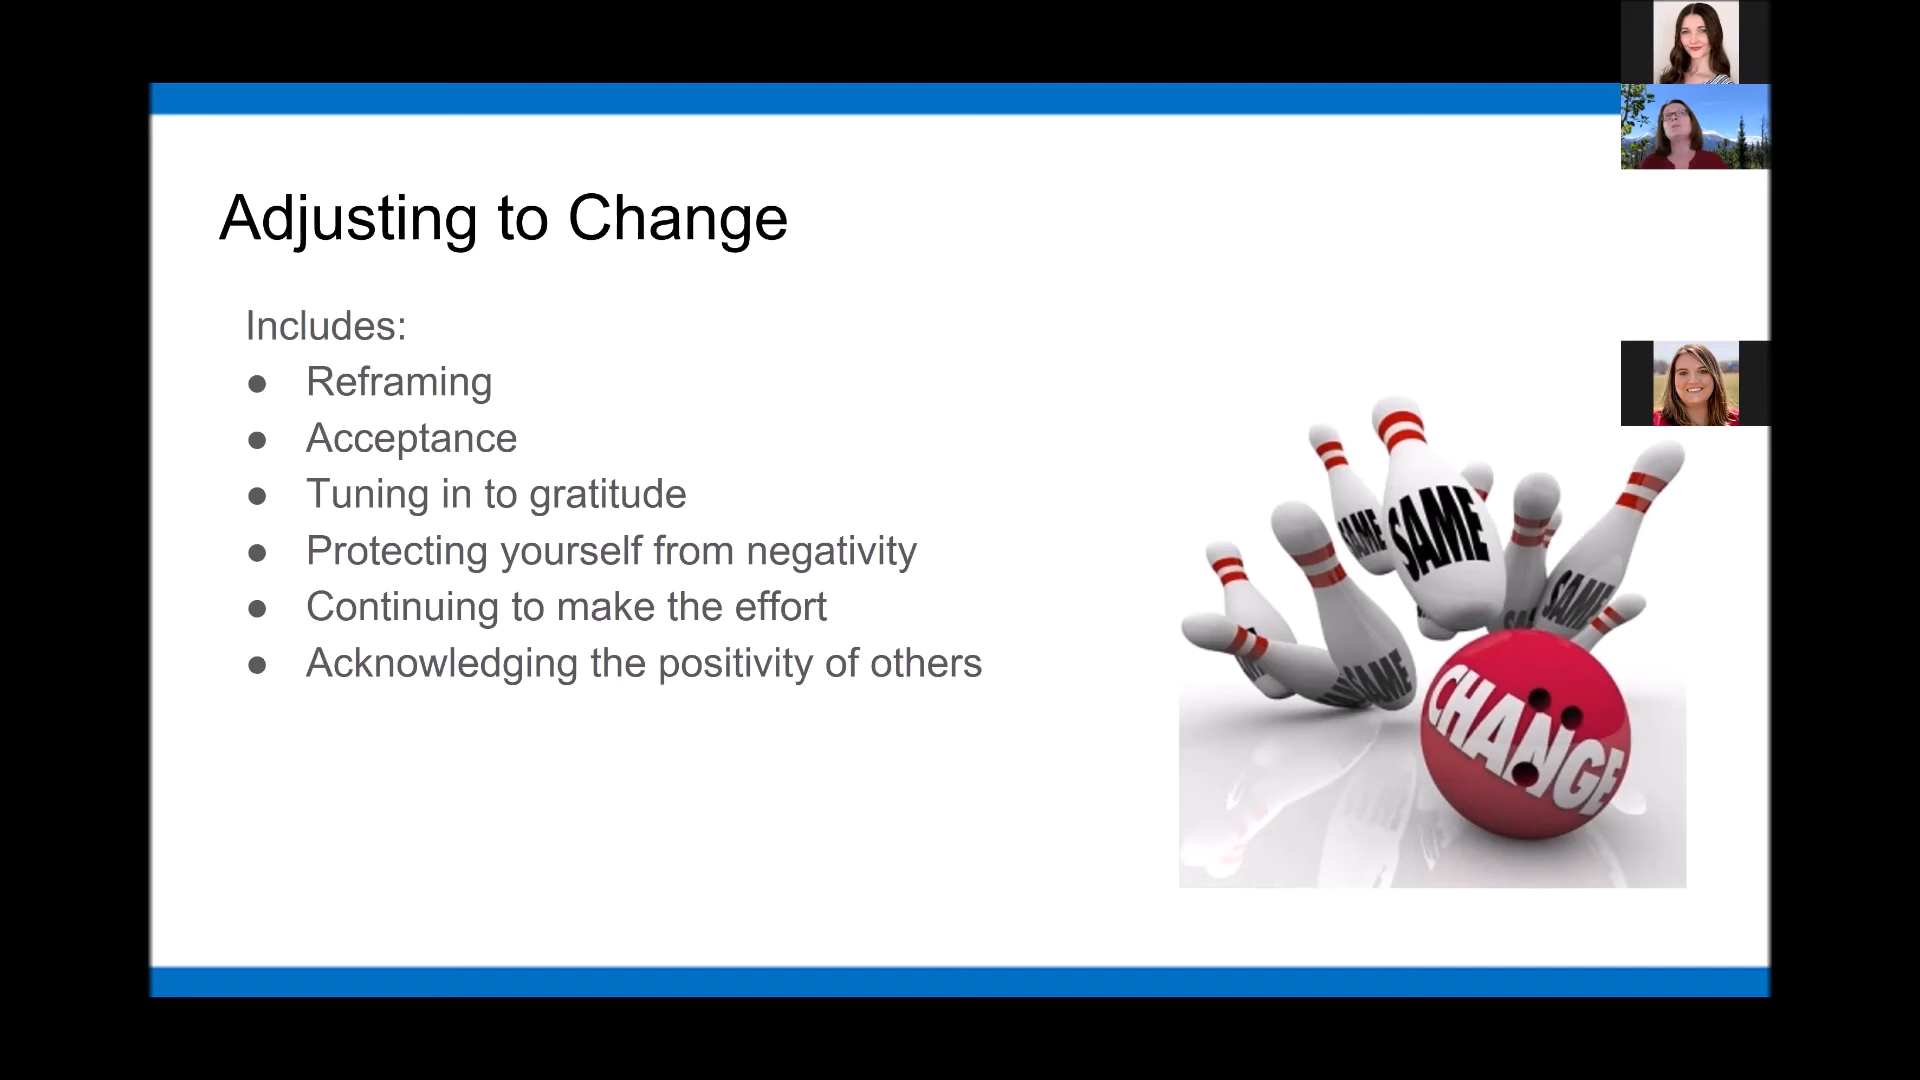 Adjusting to Change
Includes:
● Reframing
● Acceptance
● Tuning in to gratitude
● Protecting yourself from negativity
● Continuing to make the effort
● Acknowledging the positivity of others
SAME
SAME
SAME
SAME
CHANGE